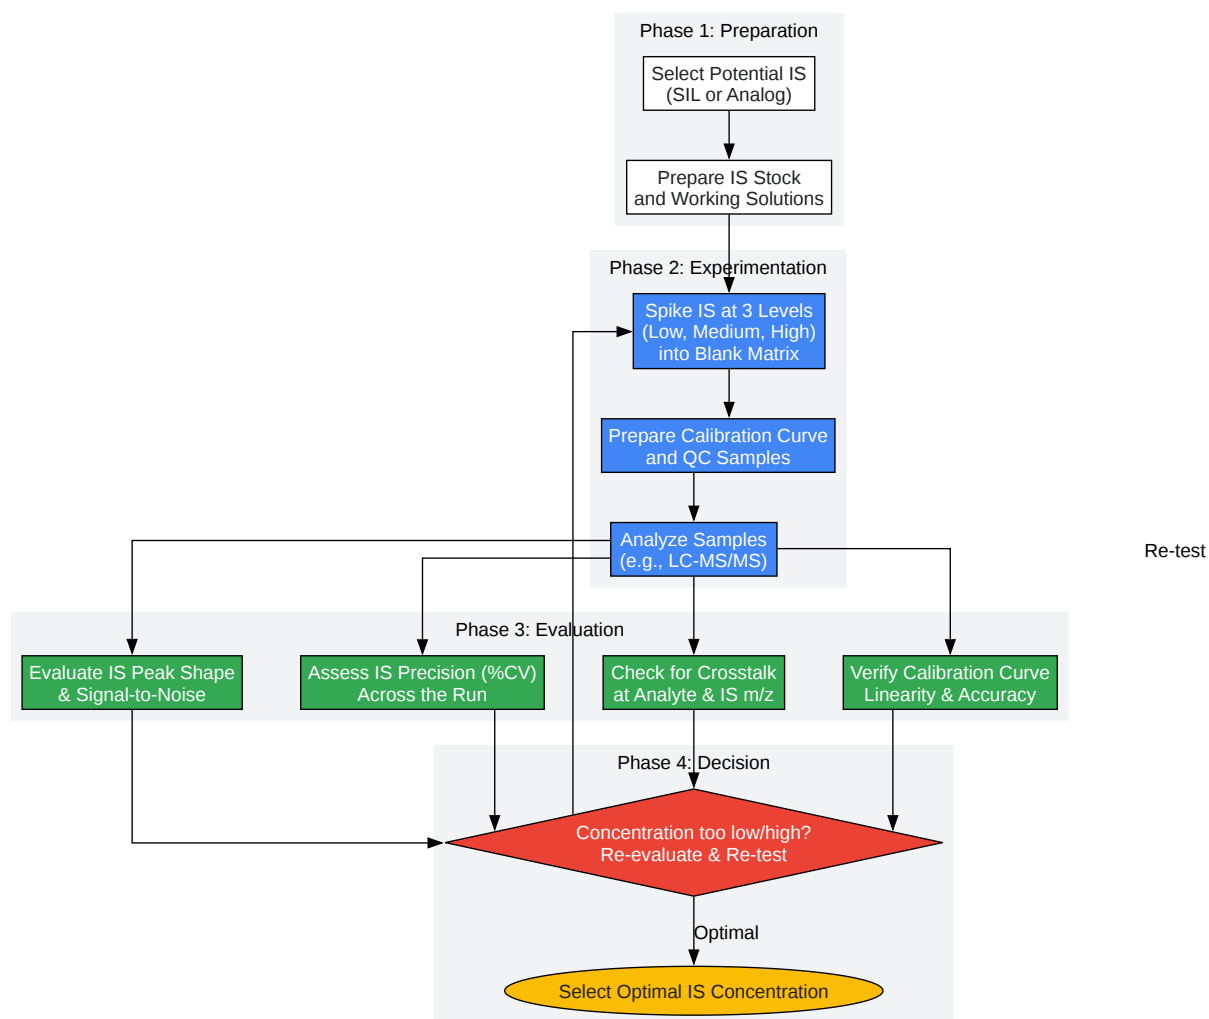 Phase 1: Preparation
Select Potential IS
(SIL or Analog)
Prepare IS Stock
and Working Solutions
Phase 2: Experimentation
Spike IS at 3 Levels
(Low, Medium, High)
into Blank Matrix
Prepare Calibration Curve
and QC Samples
Analyze Samples
(e.g., LC-MS/MS)
Re-test
Phase 3: Evaluation
Evaluate IS Peak Shape
& Signal-to-Noise
Assess IS Precision (%CV)
Across the Run
Check for Crosstalk
at Analyte & IS m/z
Verify Calibration Curve
Linearity & Accuracy
Phase 4: Decision
Concentration too low/high?
Re-evaluate & Re-test
Optimal
Select Optimal IS Concentration